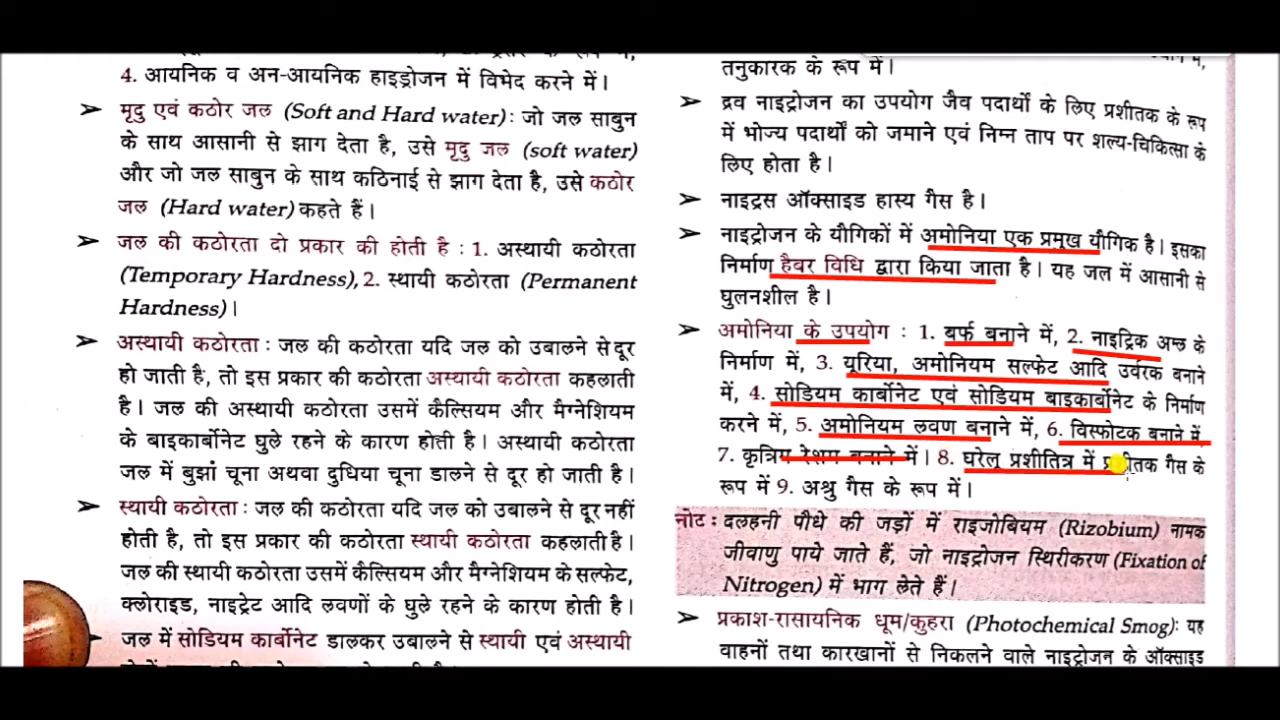 4. आयनिक व अन-आयनिक हाइड्रोजन में विभेद करने में।
➤ मृदु एवं कठोर जल (Soft and Hard water): जो जल साबुन
के साथ आसानी से झाग देता है, उसे मृदु जल (soft water)
और जो जल साबुन के साथ कठिनाई से झाग देता है, उसे कठोर
जल (Hard water) कहते हैं।
➤ जल की कठोरता दो प्रकार की होती है : 1. अस्थायी कठोरता
(Temporary Hardness), 2. स्थायी कठोरता (Permanent
Hardness)।
➤ अस्थायी कठोरता : जल की कठोरता यदि जल को उबालने से दूर
हो जाती है, तो इस प्रकार की कठोरता अस्थायी कठोरता कहलाती
है। जल की अस्थायी कठोरता उसमें कैल्सियम और मैग्नेशियम
के बाइकार्बोनेट घुले रहने के कारण होती है। अस्थायी कठोरता
जल में बुझा चूना अथवा दुधिया चूना डालने से दूर हो जाती है।
➤ स्थायी कठोरता : जल की कठोरता यदि जल को उबालने से दूर नहीं
होती है, तो इस प्रकार की कठोरता स्थायी कठोरता कहलाता है।
जल की स्थायी कठोरता उसमें कैल्सियम और मैग्नेशियम के सल्फेट,
क्लोराइड, नाइट्रेट आदि लवणों के घुले रहने के कारण होती है।
जल में सोडियम कार्बोनेट डालकर उबालने से स्थायी एवं अस्थायी
तनुकारक के रूप में।
➤ द्रव नाइट्रोजन का उपयोग जैव पदार्थों के लिए प्रशीतक के रूप
में भोज्य पदार्थों को जमाने एवं निम्न ताप पर शल्य-चिकित्सा के
लिए होता है।
➤ नाइट्रस ऑक्साइड हास्य गैस है।
➤ नाइट्रोजन के यौगिकों में अमोनिया एक प्रमुख यौगिक है। इसका
निर्माण हैबर विधि द्वारा किया जाता है। यह जल में आसानी से
घुलनशील है।
➤ अमोनिया के उपयोग : 1. बर्फ बनाने में, 2. नाइट्रिक अम्ल के
निर्माण में, 3. यूरिया, अमोनियम सल्फेट आदि उर्वरक बनाने
में, 4. सोडियम कार्बोनेट एवं सोडियम बाइकार्बोनेट के निर्माण
करने में, 5. अमोनियम लवण बनाने में, 6. विस्फोटक बनाने में
7. कृत्रिम रेशम बनाने में। 8. घरेलू प्रशीतित्र में प्रशीतक गैस के
रूप में 9. अश्रु गैस के रूप में।
नोट : दलहनी पौधे की जड़ों में राइजोबियम (Rizobium) नामक
जीवाणु पाये जाते हैं, जो नाइट्रोजन स्थिरीकरण (Fixation of
Nitrogen) में भाग लेते हैं।
➤ प्रकाश-रासायनिक धूम/कुहरा (Photochemical Smog): यह
वाहनों तथा कारखानों से निकलने वाले नाइट्रोजन के ऑक्साइड